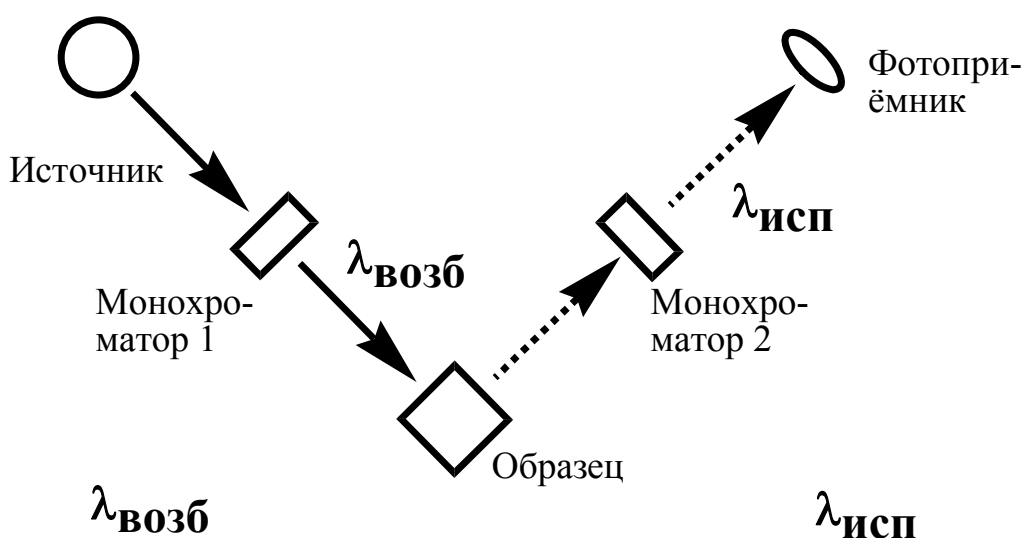 Фотопри-
ёмник
Источник
λисп
λвозб
Монохро-
матор 1
Монохро-
матор 2
Образец
λвозб
λисп